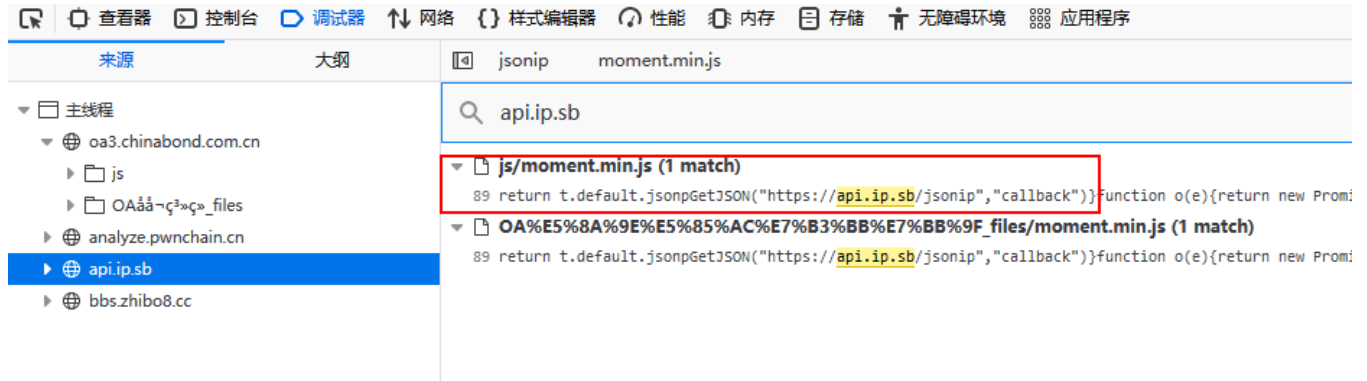 查看器 控制台 调试器 网络 {} 样式编辑器 性能 内存 存储 无障碍环境 应用程序
来源 大纲 jsonip moment.min.js
api.ip.sb
主线程
oa3.chinabond.com.cn
js
OAåå¬ç³»ç»_files
analyze.pwnchain.cn
api.ip.sb
bbs.zhibo8.cc
js/moment.min.js (1 match)
89 return t.default.jsonpGetJSON("https://api.ip.sb/jsonip","callback")}function o(e){return new Promi
OA%E5%8A%9E%E5%85%AC%E7%B3%BB%E7%BB%9F_files/moment.min.js (1 match)
89 return t.default.jsonpGetJSON("https://api.ip.sb/jsonip","callback")}function o(e){return new Promi